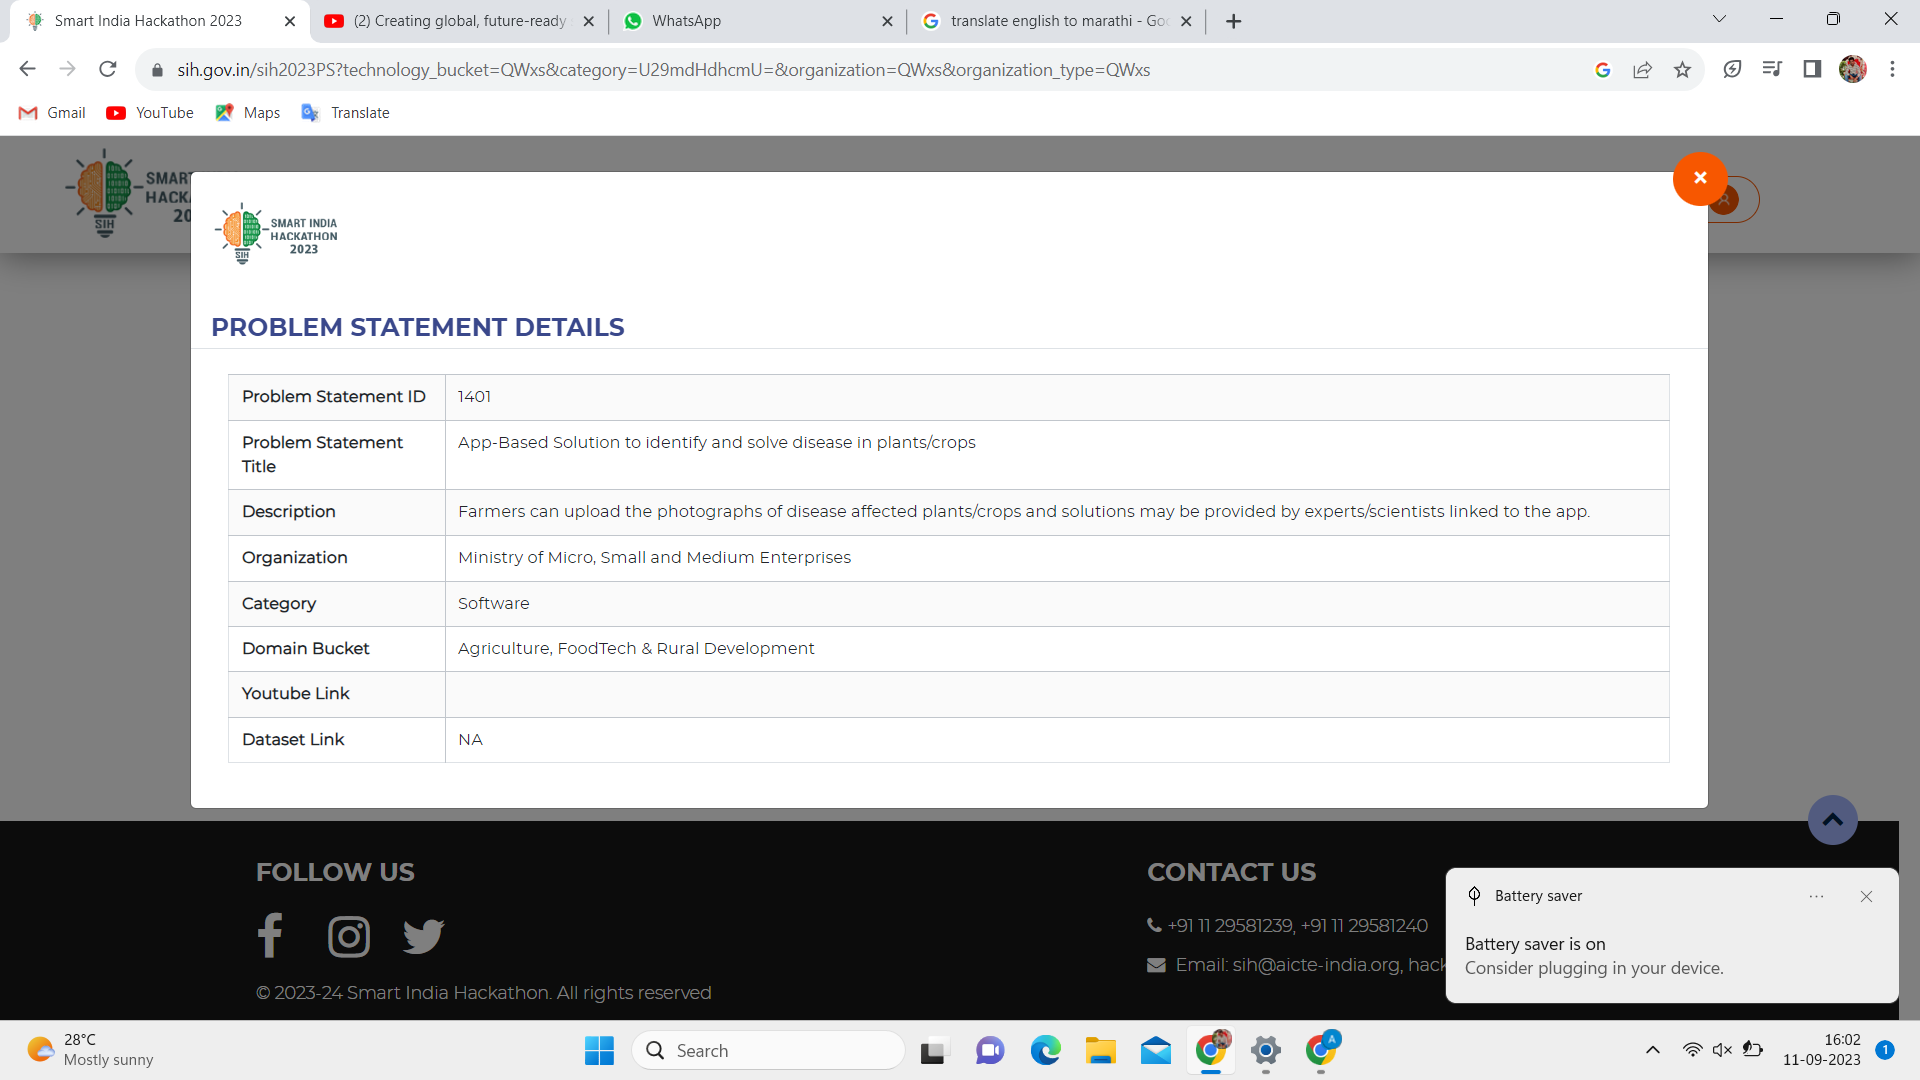 Smart India Hackathon 2023
(2) Creating global, future-ready
WhatsApp
translate english to marathi - Goo
sih.gov.in/sih2023PS?technology_bucket=QWxs&category=U29mdHdhcmU=&organization=QWxs&organization_type=QWxs
Gmail
YouTube
Maps
Translate
SMART
HACKA
20
SIH
SMART INDIA
HACKATHON
2023
SIH
PROBLEM STATEMENT DETAILS
Problem Statement ID 1401
Problem Statement Title App-Based Solution to identify and solve disease in plants/crops
Description Farmers can upload the photographs of disease affected plants/crops and solutions may be provided by experts/scientists linked to the app.
Organization Ministry of Micro, Small and Medium Enterprises
Category Software
Domain Bucket Agriculture, FoodTech & Rural Development
Youtube Link
Dataset Link NA
FOLLOW US
© 2023-24 Smart India Hackathon. All rights reserved
CONTACT US
+91 11 29581239, +91 11 29581240
Email: sih@aicte-india.org, hack
Battery saver
Battery saver is on
Consider plugging in your device.
28°C
Mostly sunny
Search
A
16:02
11-09-2023
1